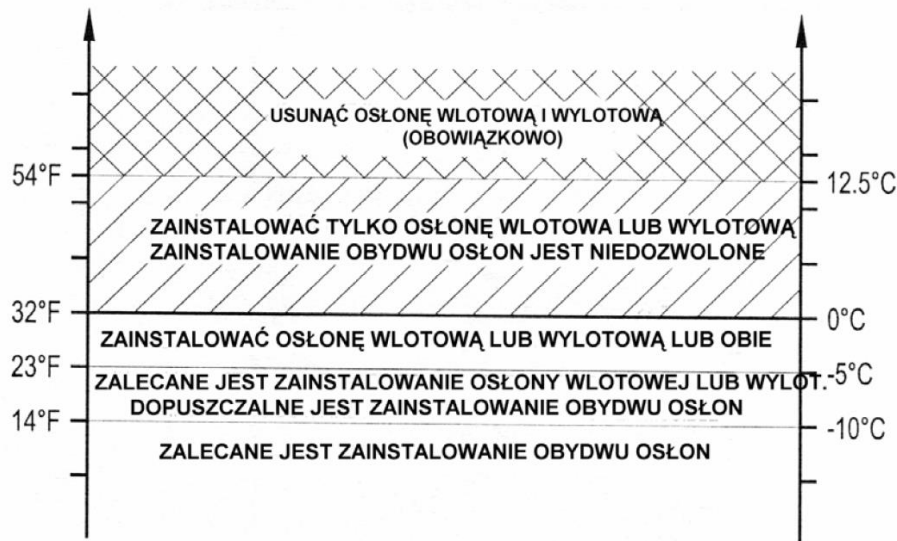 USUNĄĆ OSŁONĘ WLOTOWĄ I WYLOTOWĄ
(OBOWIĄZKOWO)
54°F
12.5°C
ZAINSTALOWAĆ TYLKO OSŁONĘ WLOTOWA LUB WYLOTOWĄ
ZAINSTALOWANIE OBYDWU OSŁON JEST NIEDOZWOLONE
32°F
0°C
ZAINSTALOWAĆ OSŁONĘ WLOTOWĄ LUB WYLOTOWĄ LUB OBIE
23°F
-5°C
ZALECANE JEST ZAINSTALOWANIE OSŁONY WLOTOWEJ LUB WYLOT.
DOPUSZCZALNE JEST ZAINSTALOWANIE OBYDWU OSŁON
14°F
-10°C
ZALECANE JEST ZAINSTALOWANIE OBYDWU OSŁON